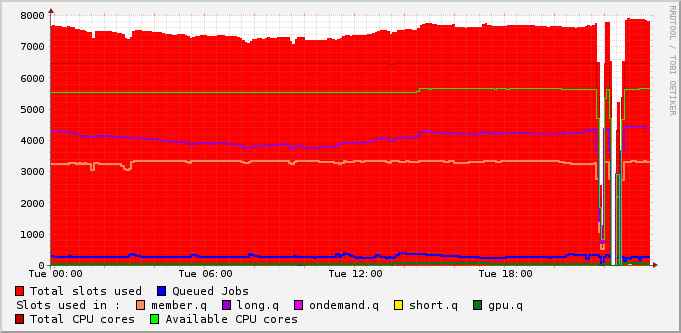 RRDTOOL / TOBI OETIKER
8000
7000
6000
5000
4000
3000
2000
1000
0
Tue 00:00 Tue 06:00 Tue 12:00 Tue 18:00
Total slots used Queued Jobs
Slots used in : member.q long.q ondemand.q short.q gpu.q
Total CPU cores Available CPU cores